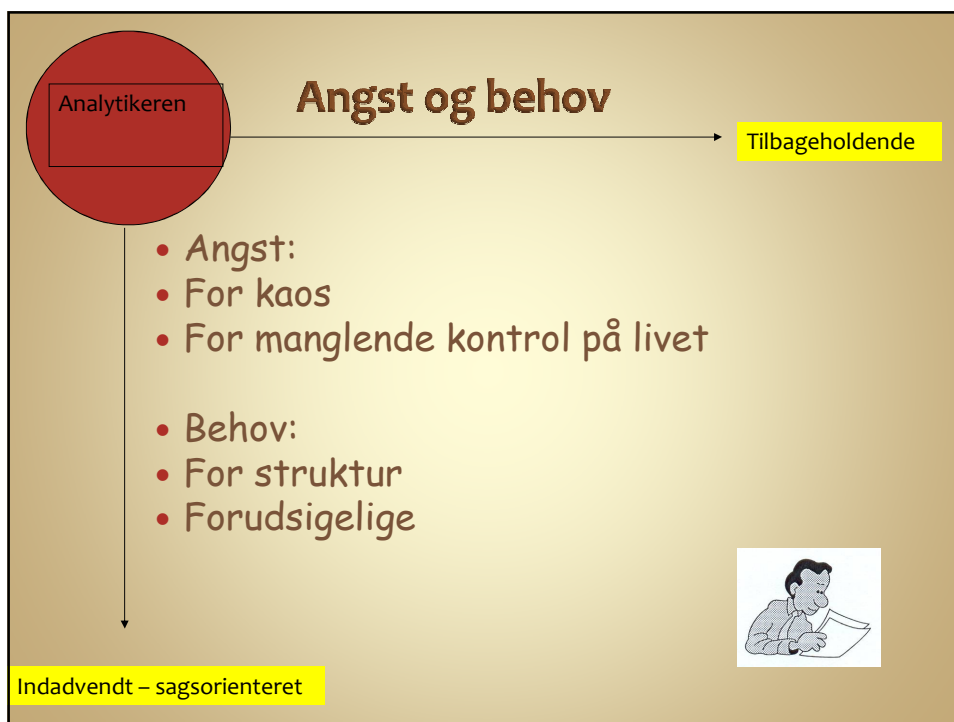 Analytikeren
Angst og behov
Tilbageholdende
• Angst:
• For kaos
• For manglende kontrol på livet
• Behov:
• For struktur
• Forudsigelige
Indadvendt – sagsorienteret